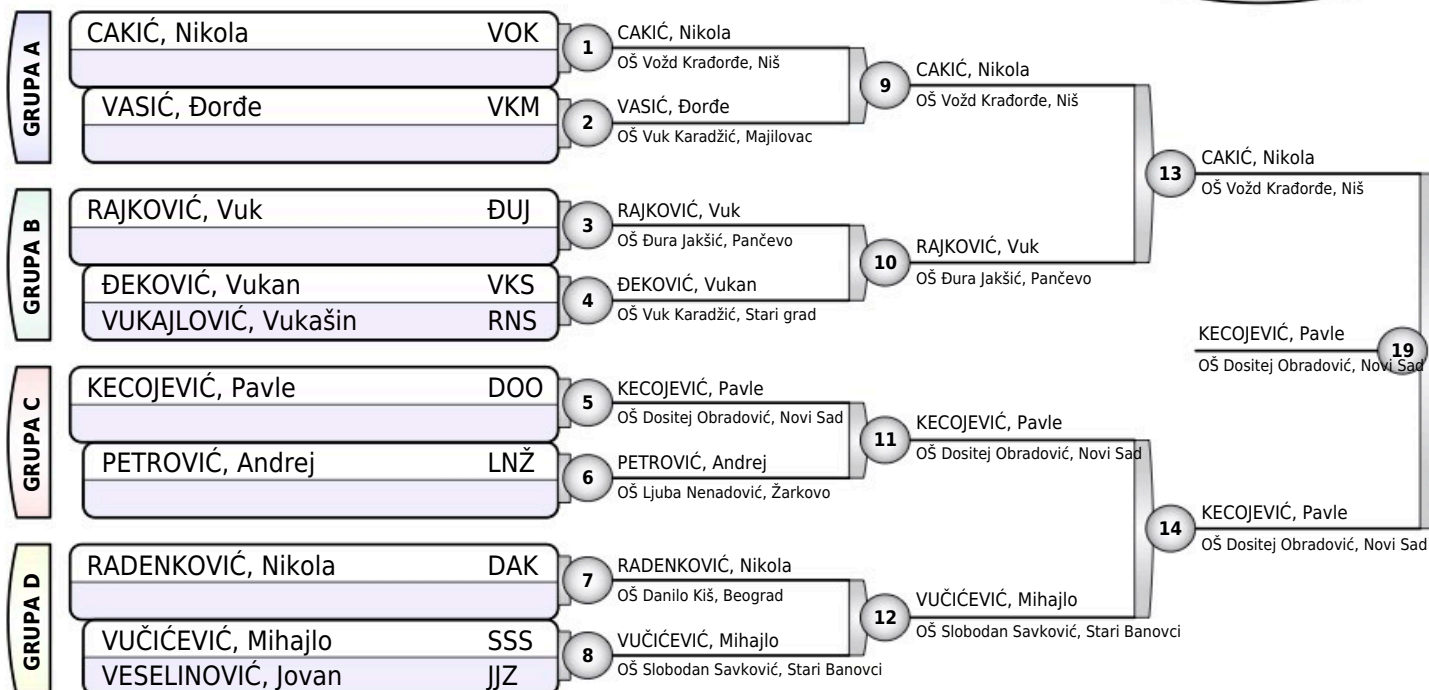 GRUPA A
CAKIĆ, Nikola VOK
VASIĆ, Đorđe VKM
1
CAKIĆ, Nikola
OŠ Vožd Krađorđe, Niš
2
VASIĆ, Đorđe
OŠ Vuk Karadžić, Majilovac
9
CAKIĆ, Nikola
OŠ Vožd Krađorđe, Niš
GRUPA B
RAJKOVIĆ, Vuk ĐUJ
ĐEKOVIĆ, Vukan VKS
VUKAJLOVIĆ, Vukašin RNS
3
RAJKOVIĆ, Vuk
OŠ Đura Jakšić, Pančevo
4
ĐEKOVIĆ, Vukan
OŠ Vuk Karadžić, Stari grad
10
RAJKOVIĆ, Vuk
OŠ Đura Jakšić, Pančevo
13
CAKIĆ, Nikola
OŠ Vožd Krađorđe, Niš
GRUPA C
KECOJEVIĆ, Pavle DOO
PETROVIĆ, Andrej LNŽ
5
KECOJEVIĆ, Pavle
OŠ Dositej Obradović, Novi Sad
6
PETROVIĆ, Andrej
OŠ Ljuba Nenadović, Žarkovo
11
KECOJEVIĆ, Pavle
OŠ Dositej Obradović, Novi Sad
GRUPA D
RADENKOVIĆ, Nikola DAK
VUČIĆEVIĆ, Mihajlo SSS
VESELINOVIĆ, Jovan JJZ
7
RADENKOVIĆ, Nikola
OŠ Danilo Kiš, Beograd
8
VUČIĆEVIĆ, Mihajlo
OŠ Slobodan Savković, Stari Banovci
12
VUČIĆEVIĆ, Mihajlo
OŠ Slobodan Savković, Stari Banovci
14
KECOJEVIĆ, Pavle
OŠ Dositej Obradović, Novi Sad
KECOJEVIĆ, Pavle
19
OŠ Dositej Obradović, Novi Sad